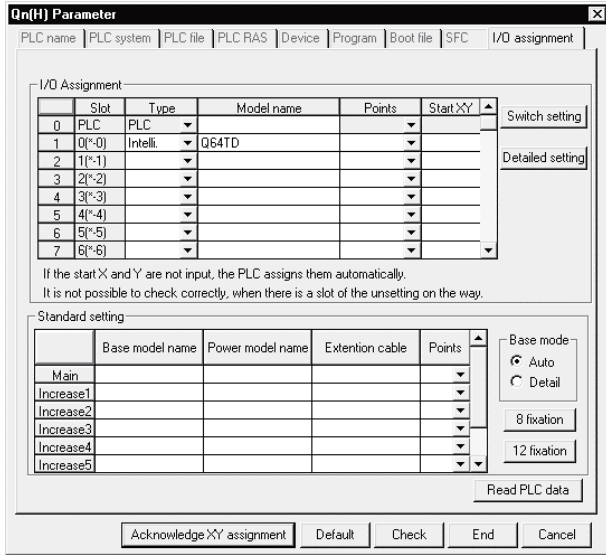 Qn(H) Parameter
PLC name PLC system PLC file PLC RAS Device Program Boot file SFC I/O assignment
I/O Assignment
Slot Type Model name Points Start XY
0 PLC PLC
1 0(*-0) Intelli. Q64TD
2 1(*-1)
3 2(*-2)
4 3(*-3)
5 4(*-4)
6 5(*-5)
7 6(*-6)
Switch setting
Detailed setting
If the start X and Y are not input, the PLC assigns them automatically.
It is not possible to check correctly, when there is a slot of the unsetting on the way.
Standard setting
Base model name Power model name Extention cable Points
Main
Increase1
Increase2
Increase3
Increase4
Increase5
Base mode
Auto
Detail
8 fixation
12 fixation
Read PLC data
Acknowledge XY assignment Default Check End Cancel